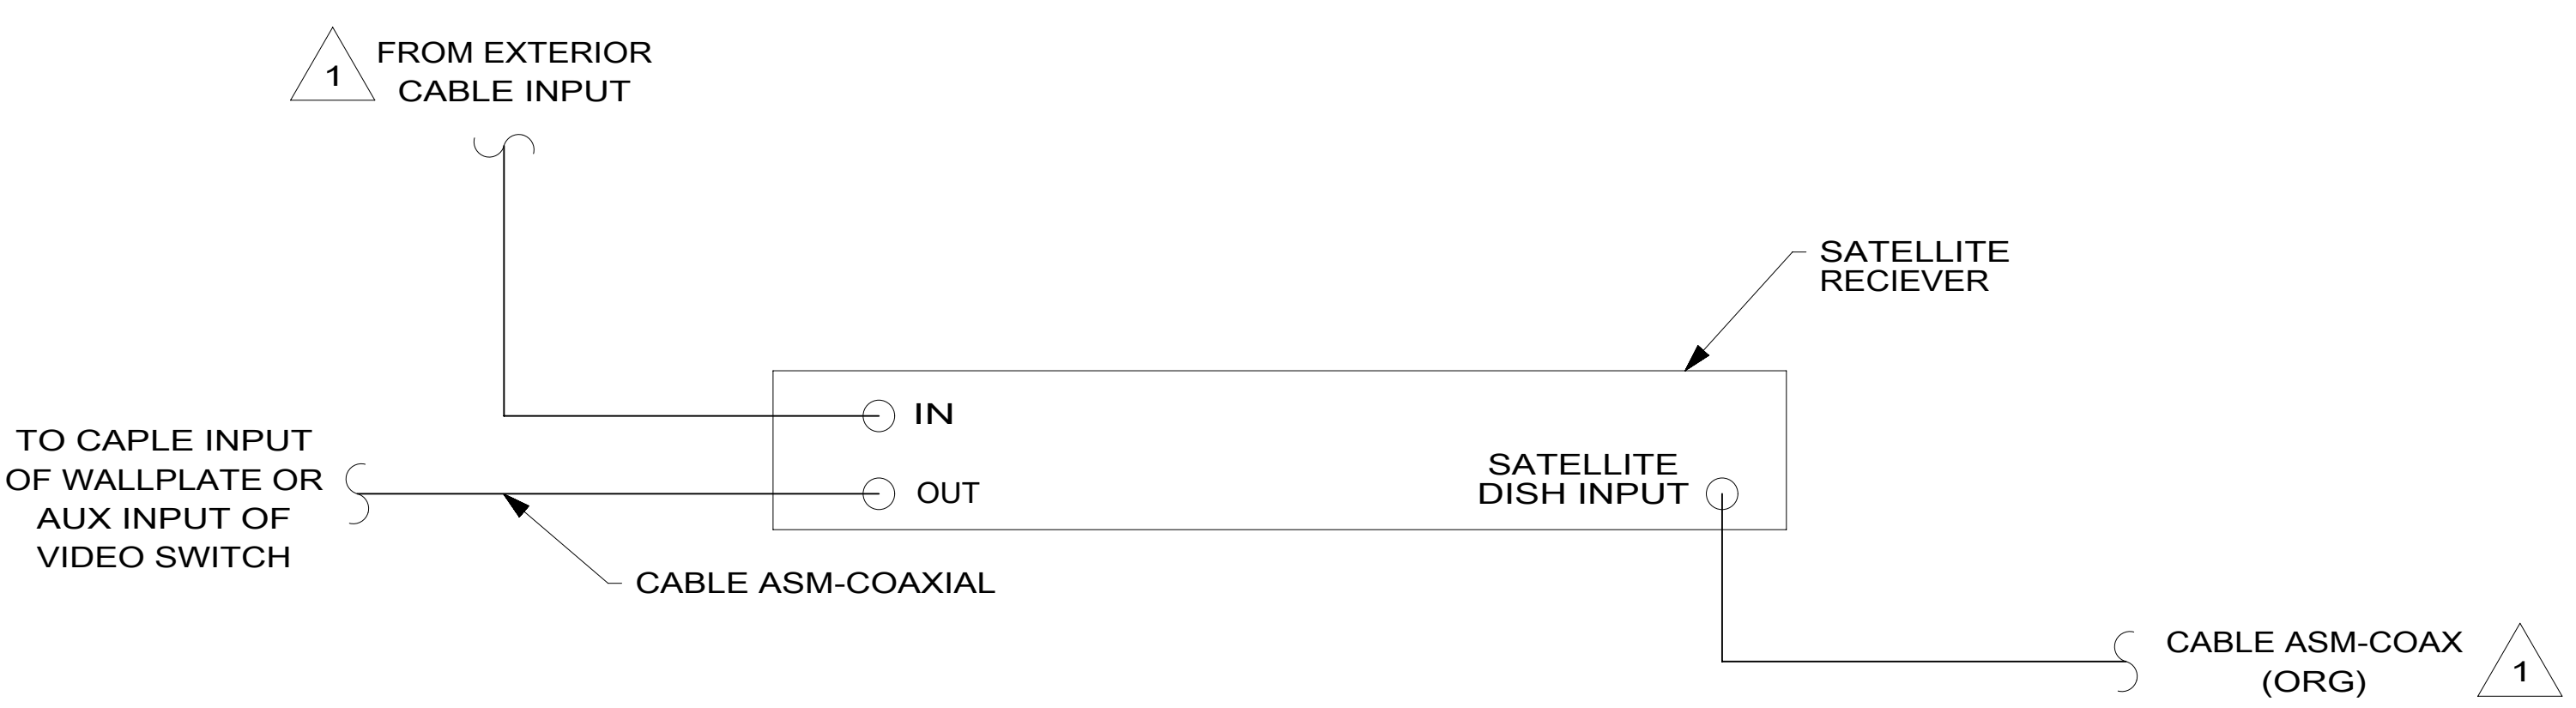 1
FROM EXTERIOR
CABLE INPUT
SATELLITE
RECIEVER
IN
TO CAPLE INPUT
OF WALLPLATE OR
AUX INPUT OF
VIDEO SWITCH
OUT
SATELLITE
DISH INPUT
CABLE ASM-COAXIAL
CABLE ASM-COAX
(ORG)
1